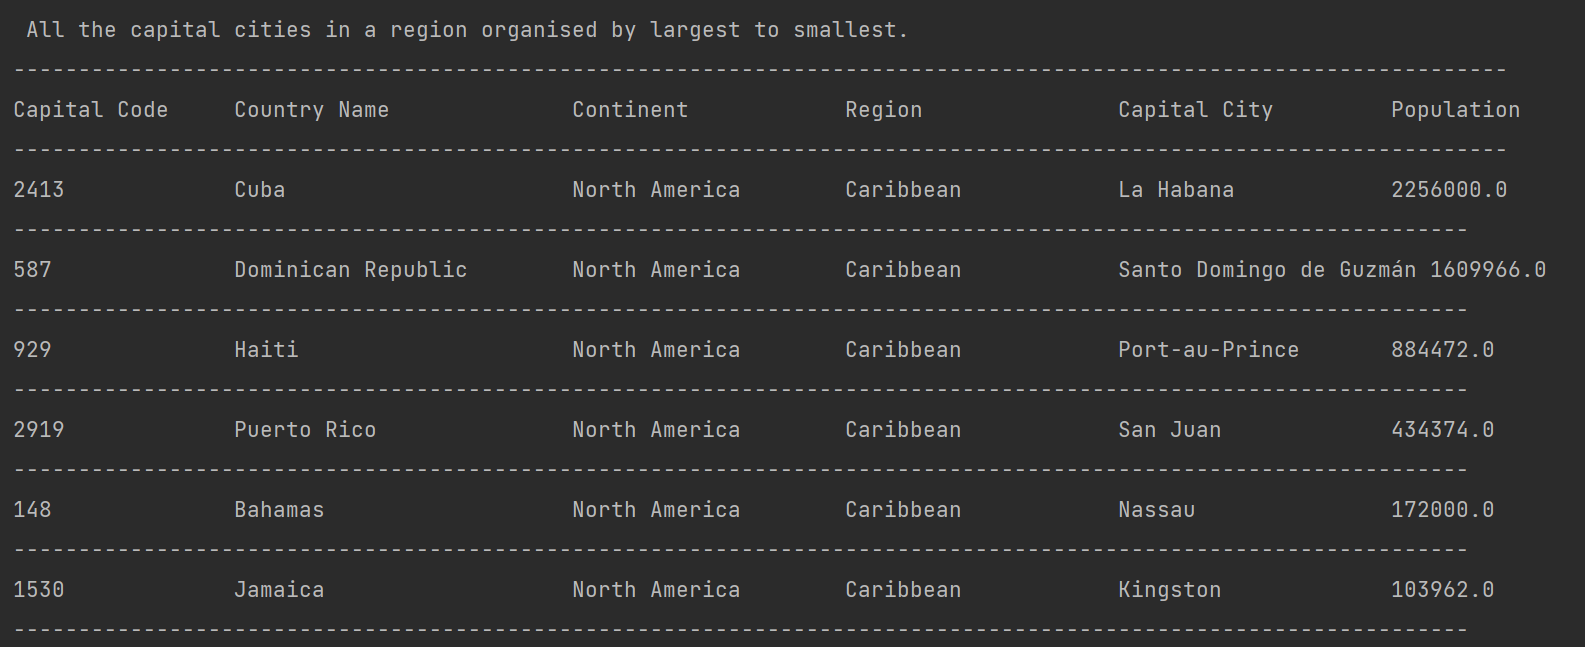 All the capital cities in a region organised by largest to smallest.
-------------------------------------------------------------------------------------------------------------------
Capital Code     Country Name              Continent            Region               Capital City         Population
-------------------------------------------------------------------------------------------------------------------
2413             Cuba                      North America        Caribbean            La Habana            2256000.0
----------------------------------------------------------------------------------------------------------------
587              Dominican Republic        North America        Caribbean            Santo Domingo de Guzmán 1609966.0
----------------------------------------------------------------------------------------------------------------
929              Haiti                     North America        Caribbean            Port-au-Prince       884472.0
----------------------------------------------------------------------------------------------------------------
2919             Puerto Rico               North America        Caribbean            San Juan             434374.0
----------------------------------------------------------------------------------------------------------------
148              Bahamas                   North America        Caribbean            Nassau               172000.0
----------------------------------------------------------------------------------------------------------------
1530             Jamaica                   North America        Caribbean            Kingston             103962.0
----------------------------------------------------------------------------------------------------------------